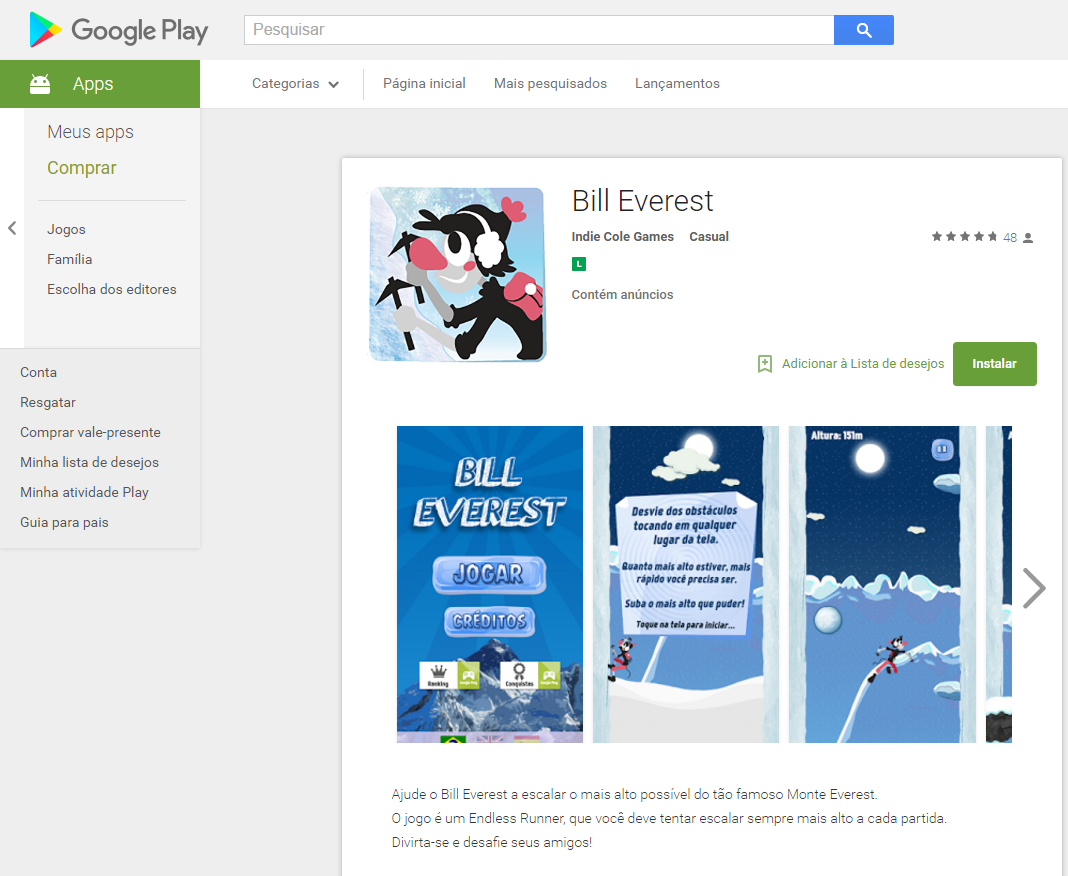 Google Play
Pesquisar
Apps
Categorias
Página inicial
Mais pesquisados
Lançamentos
Meus apps
Comprar
Jogos
Família
Escolha dos editores
Conta
Resgatar
Comprar vale-presente
Minha lista de desejos
Minha atividade Play
Guia para pais
Bill Everest
Indie Cole Games Casual
48
L
Contém anúncios
Adicionar à Lista de desejos
Instalar
BILL
EVEREST
JOGAR
CRÉDITOS
Ranking
Google Play
Conquistas
Google Play
Desvie dos obstáculos
tocando em qualquer
lugar da tela.
Quanto mais alto estiver, mais
rápido você precisa ser.
Suba o mais alto que puder!
Toque na tela para iniciar...
Altura: 151m
Ajude o Bill Everest a escalar o mais alto possível do tão famoso Monte Everest.
O jogo é um Endless Runner, que você deve tentar escalar sempre mais alto a cada partida.
Divirta-se e desafie seus amigos!